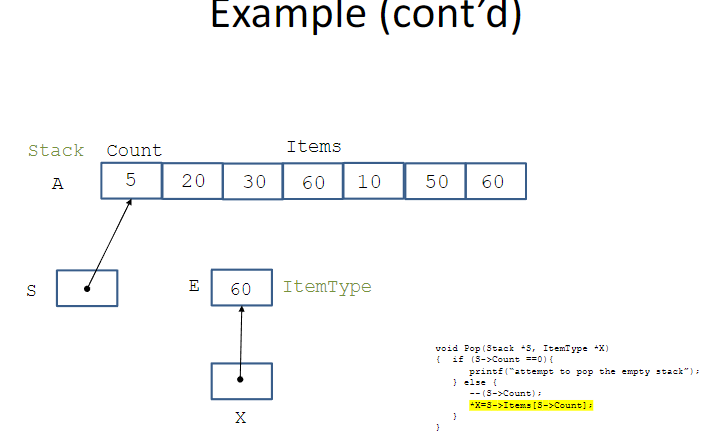 Example (cont’d)
Stack Count Items
A 5 20 30 60 10 50 60
S E 60 ItemType
X
void Pop(Stack *S, ItemType *X)
{ if (S->Count ==0){
printf(“attempt to pop the empty stack”);
} else {
--(S->Count);
*X=S->Items[S->Count];
}
}